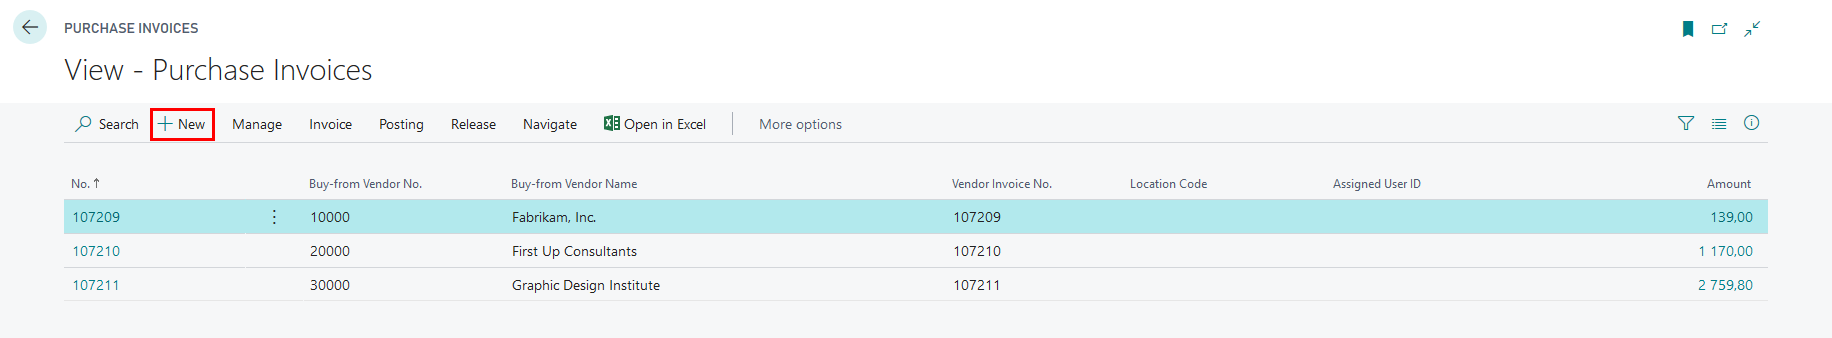 PURCHASE INVOICES
View - Purchase Invoices
Search New Manage Invoice Posting Release Navigate Open in Excel More options
No. ↑ Buy-from Vendor No. Buy-from Vendor Name Vendor Invoice No. Location Code Assigned User ID Amount
107209 10000 Fabrikam, Inc. 107209 139,00
107210 20000 First Up Consultants 107210 1 170,00
107211 30000 Graphic Design Institute 107211 2 759,80